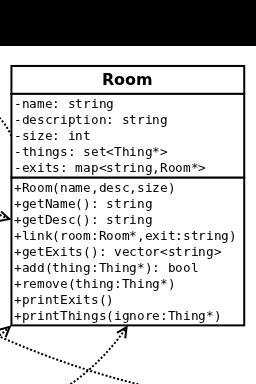 Room
-name: string
-description: string
-size: int
-things: set<Thing*>
-exits: map<string,Room*>
+Room(name,desc,size)
+getName(): string
+getDesc(): string
+link(room:Room*,exit:string)
+getExits(): vector<string>
+add(thing:Thing*): bool
+remove(thing:Thing*)
+printExits()
+printThings(ignore:Thing*)